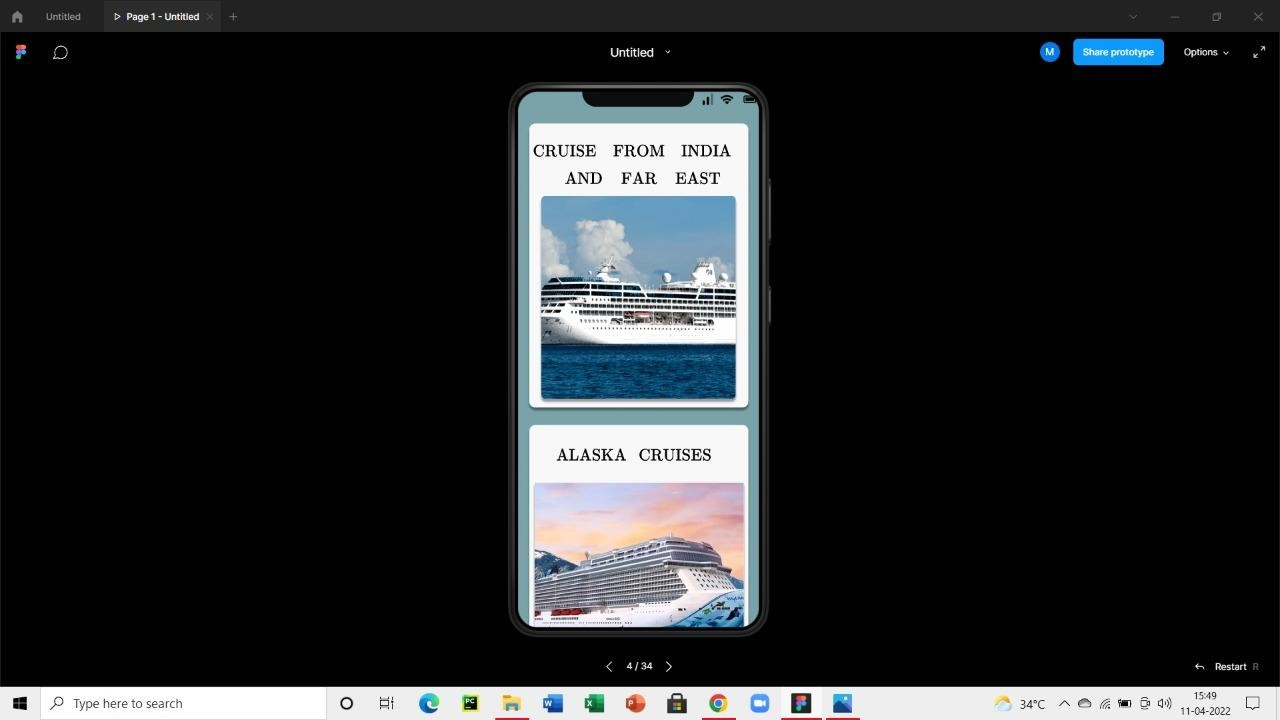 Untitled
Page 1 - Untitled
Untitled
M
Share prototype
Options
CRUISE FROM INDIA
AND FAR EAST
ALASKA CRUISES
4 / 34
Restart R
Type here to search
PC
W
X
P
34°C
15:49
11-04-2022